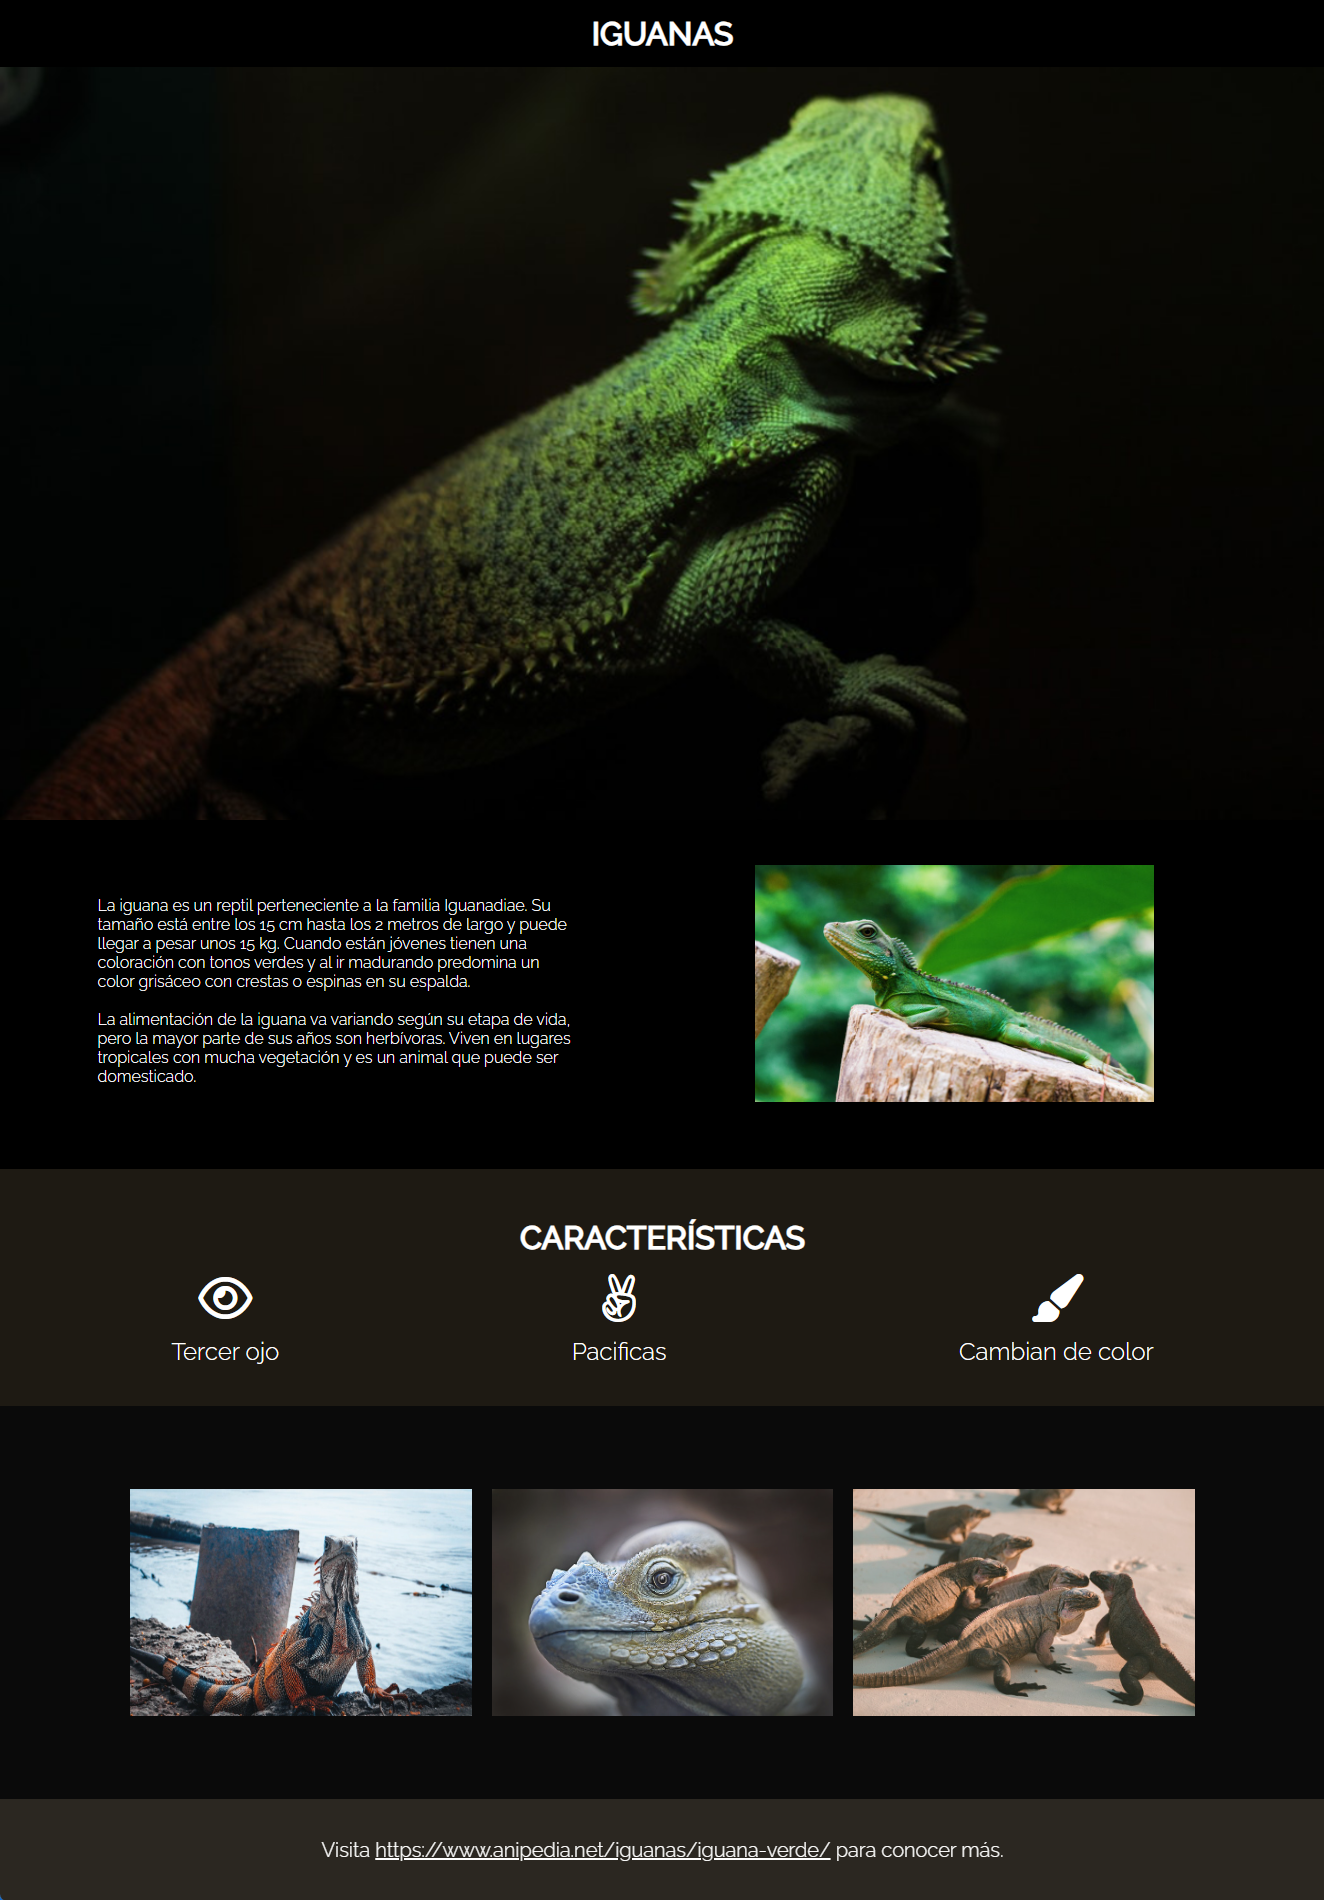 IGUANAS
La iguana es un reptil perteneciente a la familia Iguanadiae. Su
tamaño está entre los 15 cm hasta los 2 metros de largo y puede
llegar a pesar unos 15 kg. Cuando están jóvenes tienen una
coloración con tonos verdes y al ir madurando predomina un
color grisáceo con crestas o espinas en su espalda.
La alimentación de la iguana va variando según su etapa de vida,
pero la mayor parte de sus años son herbívoras. Viven en lugares
tropicales con mucha vegetación y es un animal que puede ser
domesticado.
CARACTERÍSTICAS
Tercer ojo
Pacificas
Cambian de color
Visita https://www.anipedia.net/iguanas/iguana-verde/ para conocer más.